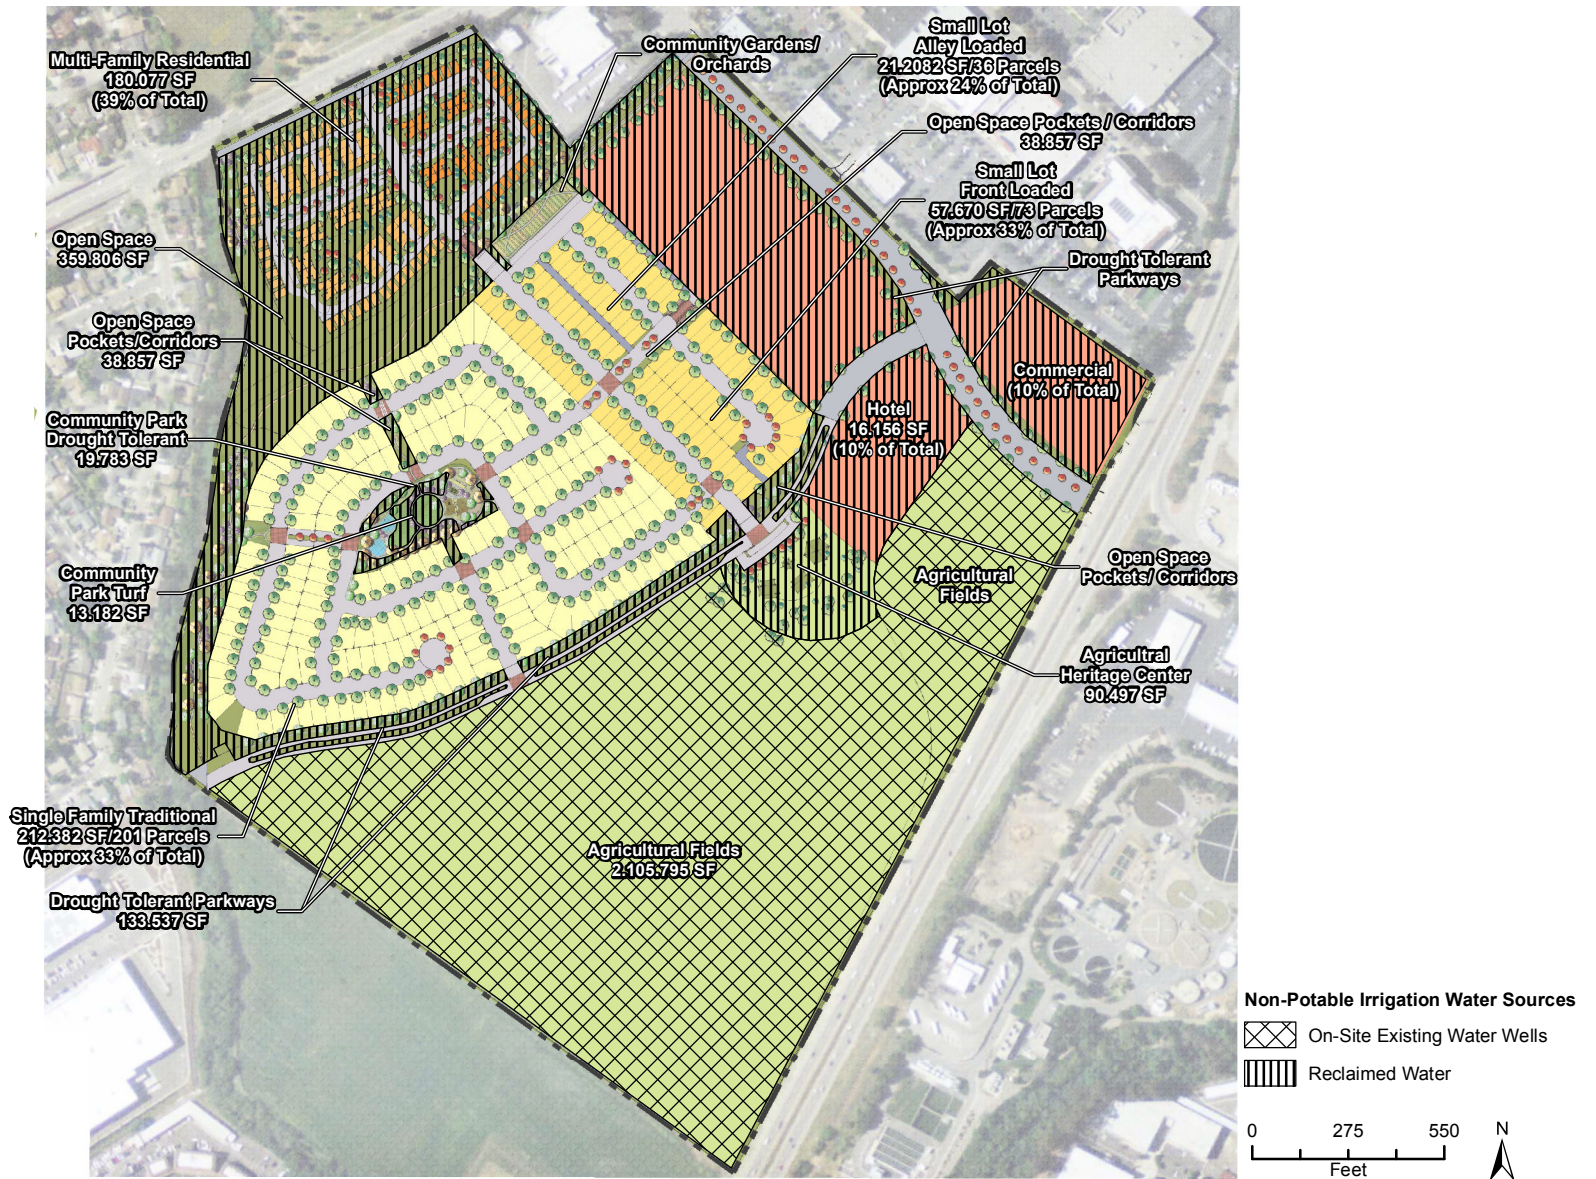 Multi-Family Residential
180.077 SF
(39% of Total)
Community Gardens/
Orchards
Small Lot
Alley Loaded
21.2082 SF/36 Parcels
(Approx 24% of Total)
Open Space Pockets / Corridors
38.857 SF
Small Lot
Front Loaded
57.670 SF/73 Parcels
(Approx 33% of Total)
Open Space
359.806 SF
Drought Tolerant
Parkways
Open Space
Pockets/Corridors
38.857 SF
Commercial
(10% of Total)
Hotel
16.156 SF
(10% of Total)
Community Park
Drought Tolerant
19.783 SF
Community
Park Turf
13.182 SF
Agricultural
Fields
Open Space
Pockets/ Corridors
Agricultral
Heritage Center
90.497 SF
Single Family Traditional
212.382 SF/201 Parcels
(Approx 33% of Total)
Agricultural Fields
2.105.795 SF
Drought Tolerant Parkways
133.537 SF
Non-Potable Irrigation Water Sources
On-Site Existing Water Wells
Reclaimed Water
0 275 550
Feet
N